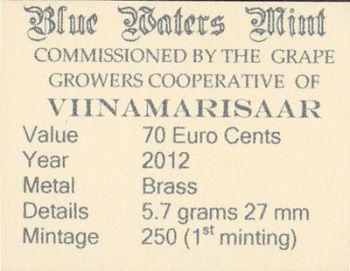 Blue Waters Mint
COMMISSIONED BY THE GRAPE
GROWERS COOPERATIVE OF
VIINAMARISAAR
Value 70 Euro Cents
Year 2012
Metal Brass
Details 5.7 grams 27 mm
Mintage 250 (1st minting)